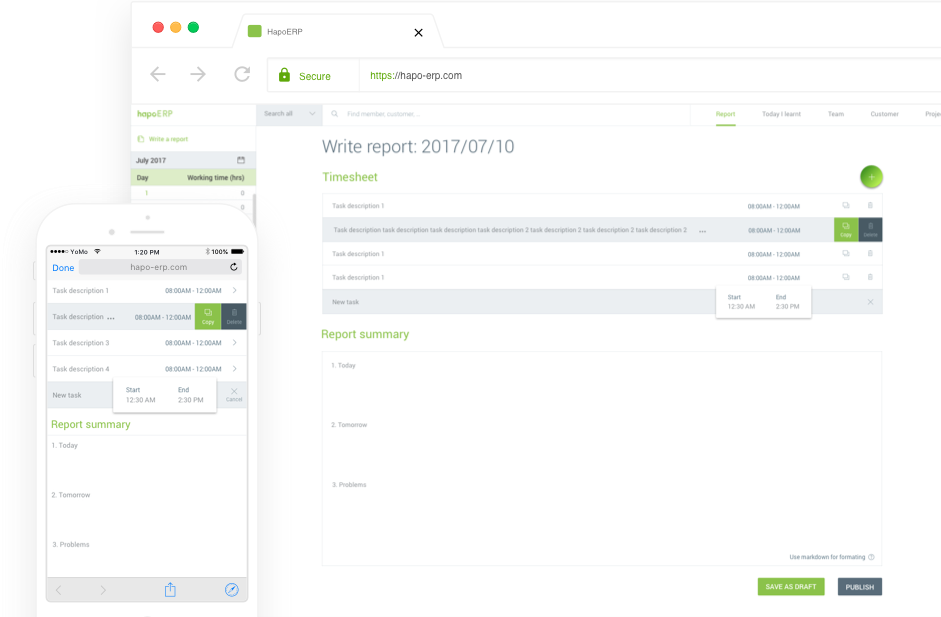 HapoERP
Secure
https://hapo-erp.com
hapoERP
Search all
Find member, customer...
Report
Today I learnt
Team
Customer
Projec
Write a report
July 2017
Day Working time (hrs)
1 0
0
Write report: 2017/07/10
Timesheet
+
Task description 1 08:00AM - 12:00AM
Task description task description task description task description 2 task description 2 task description 2 task description 2 ... 08:00AM - 12:00AM Copy Delete
Task description 1 08:00AM - 12:00AM
Task description 1 08:00AM - 12:00AM
New task
Start End
12:30 AM 2:30 PM
Report summary
1. Today
2. Tomorrow
3. Problems
Use markdown for formating
SAVE AS DRAFT
PUBLISH
YoMo 1:20 PM 100%
Done hapo-erp.com
Task description 1 08:00AM - 12:00AM
Task description ... 08:00AM - 12:00AM Copy Delete
Task description 3 08:00AM - 12:00AM
Task description 4 08:00AM - 12:00AM
New task
Start End
12:30 AM 2:30 PM
Cancel
Report summary
1. Today
2. Tomorrow
3. Problems